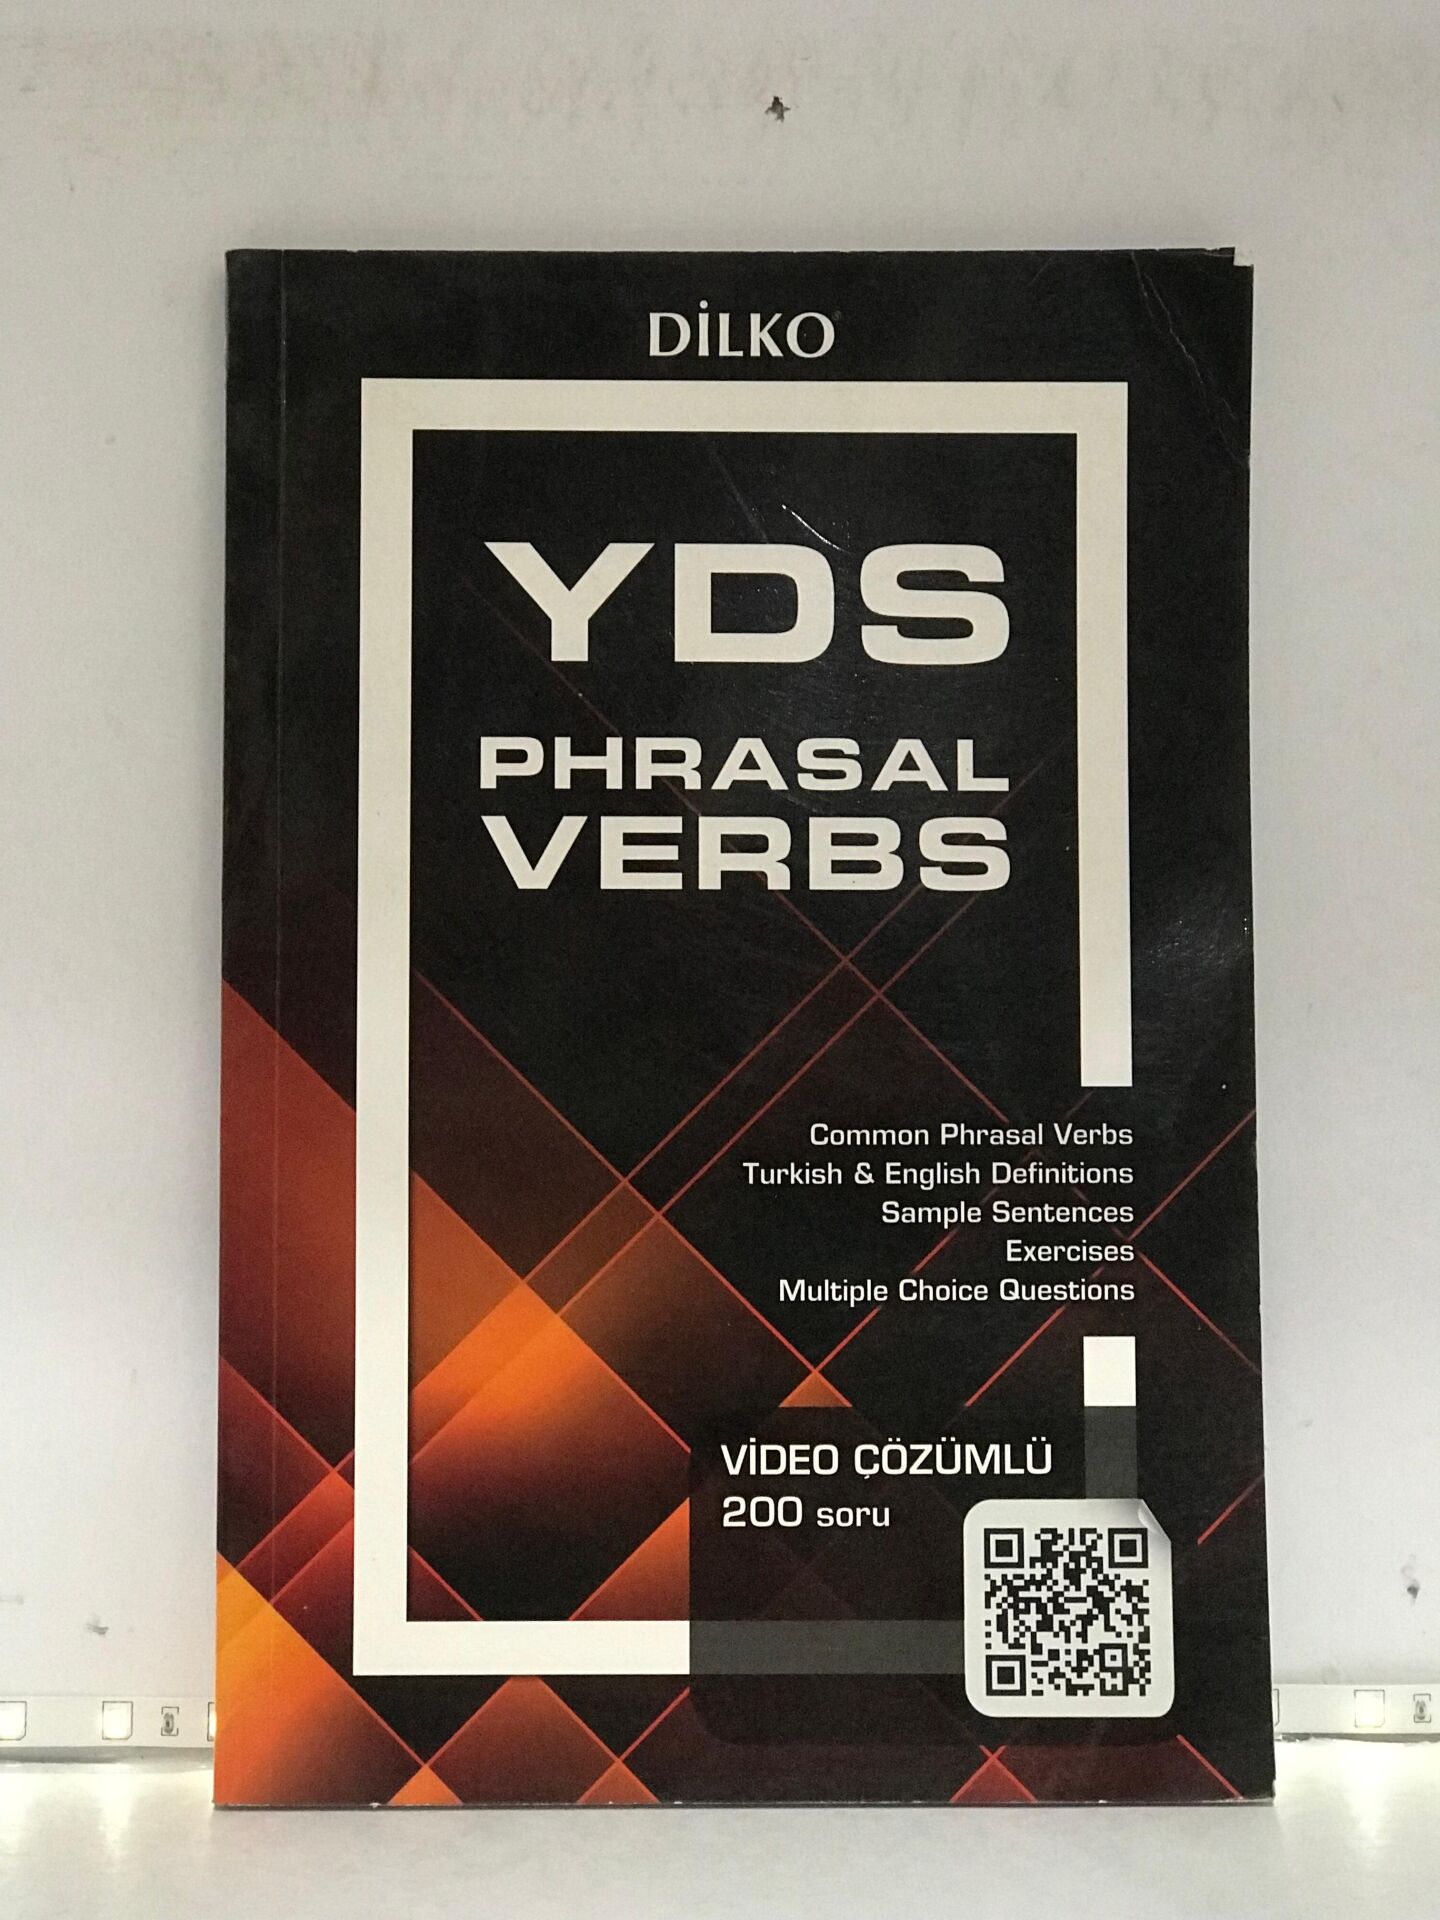 DİLKO
YDS
PHRASAL
VERBS
Common Phrasal Verbs
Turkish & English Definitions
Sample Sentences
Exercises
Multiple Choice Questions
VİDEO ÇÖZÜMLÜ
200 soru